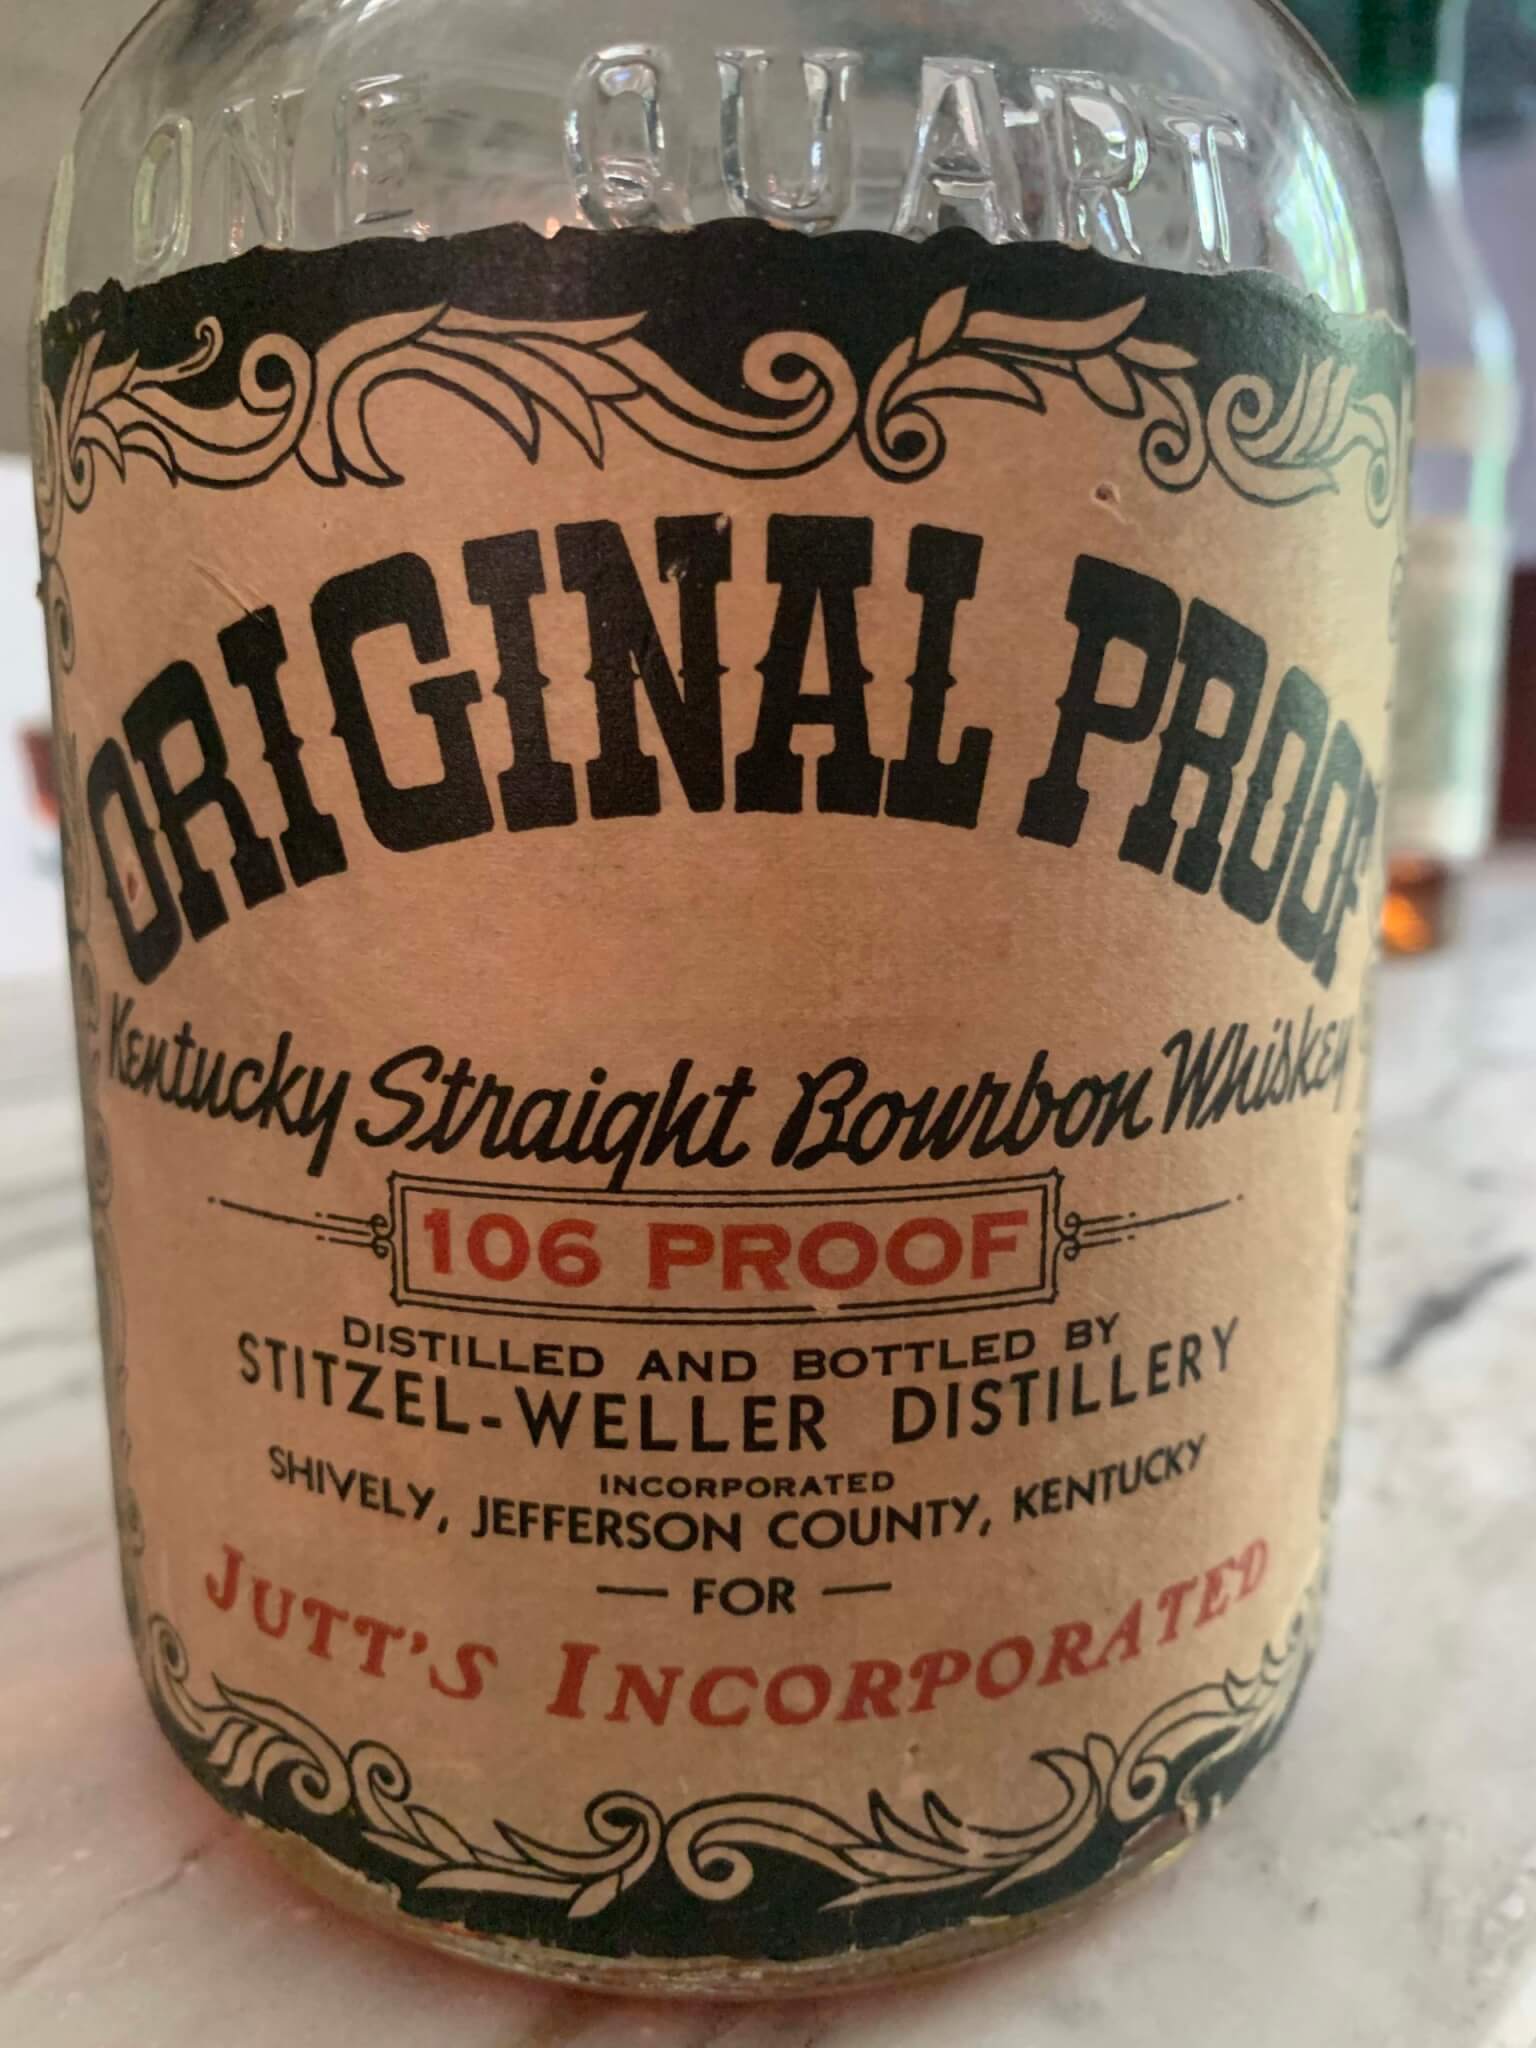 ONE QUART
ORIGINAL PROOF
Kentucky Straight Bourbon Whiskey
106 PROOF
DISTILLED AND BOTTLED BY
STITZEL-WELLER DISTILLERY
INCORPORATED
SHIVELY, JEFFERSON COUNTY, KENTUCKY
— FOR —
JUTT'S INCORPORATED